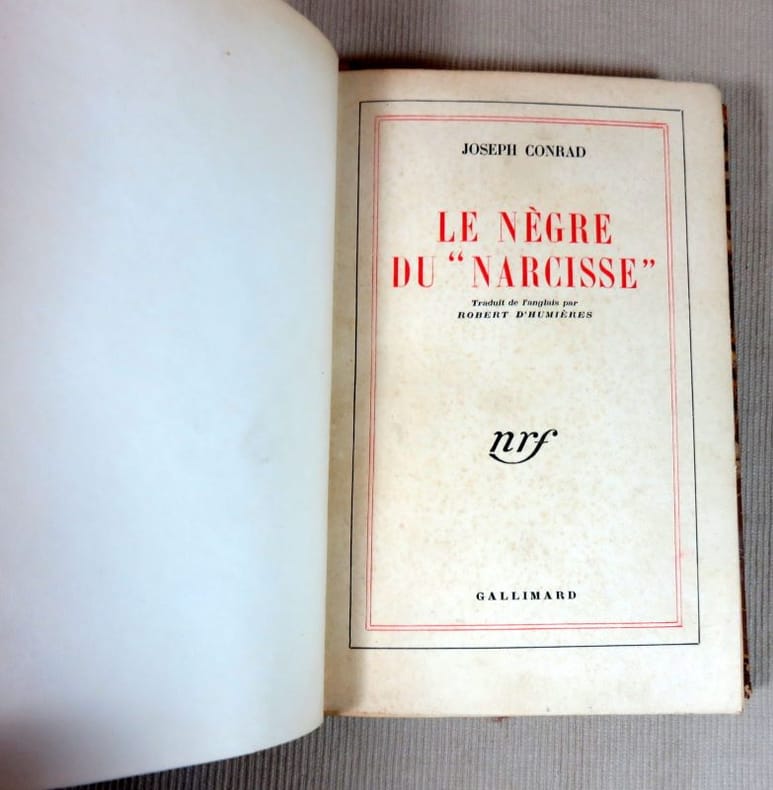 JOSEPH CONRAD
LE NÈGRE
DU “NARCISSE”
Traduit de l'anglais par
ROBERT D'HUMIÈRES
nrf
GALLIMARD